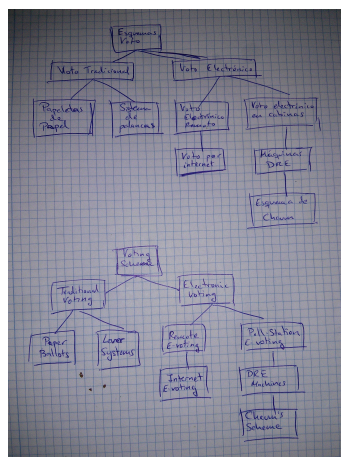 Esquemas
Voto
Voto Tradicional
Voto Electrónico
Papeletas
de
Papel
Sistema
de
palancas
Voto
Electrónico
Remoto
Voto electrónico
en cabinas
Voto por
internet
Maquinas
DRE
Esquema de
Chaum
Voting
Scheme
Traditional
Voting
Electronic
Voting
Paper
Ballots
Lever
Systems
Remote
E-voting
Poll-Station
E-voting
Internet
E-voting
DRE
Machines
Chaum's
Scheme